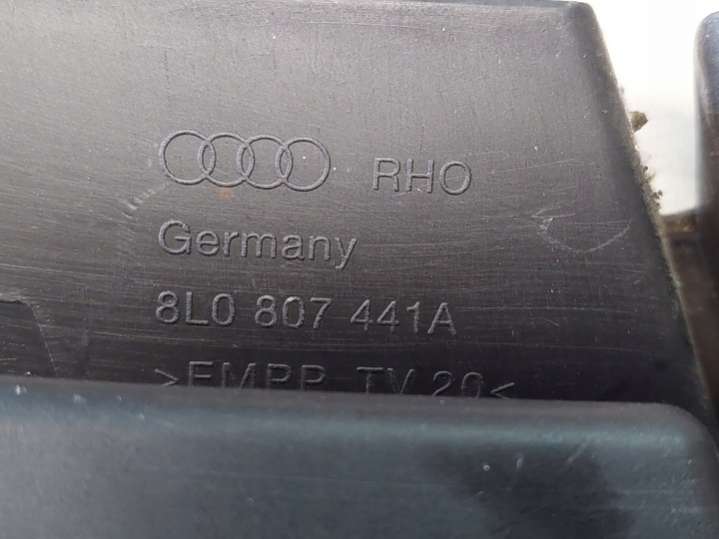 RHO
Germany
8L0 807 441A
>EMPP TV 20<